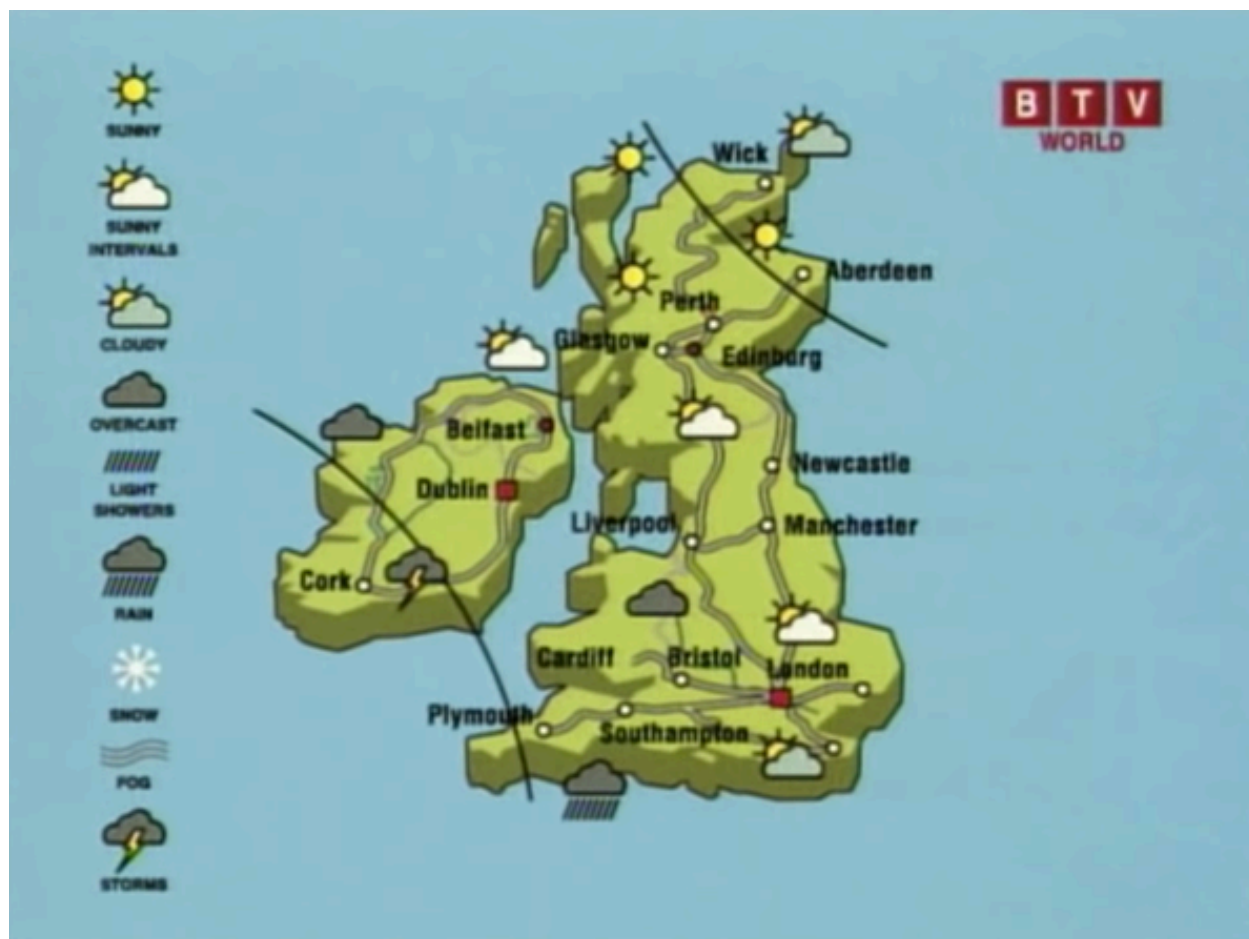 SUNNY
SUNNY
INTERVALS
CLOUDY
OVERCAST
LIGHT
SHOWERS
RAIN
SNOW
FOG
STORMS
B T V
WORLD
Wick
Aberdeen
Perth
Glasgow
Edinburg
Belfast
Newcastle
Dublin
Liverpool
Manchester
Cork
Cardiff
Bristol
London
Plymouth
Southampton